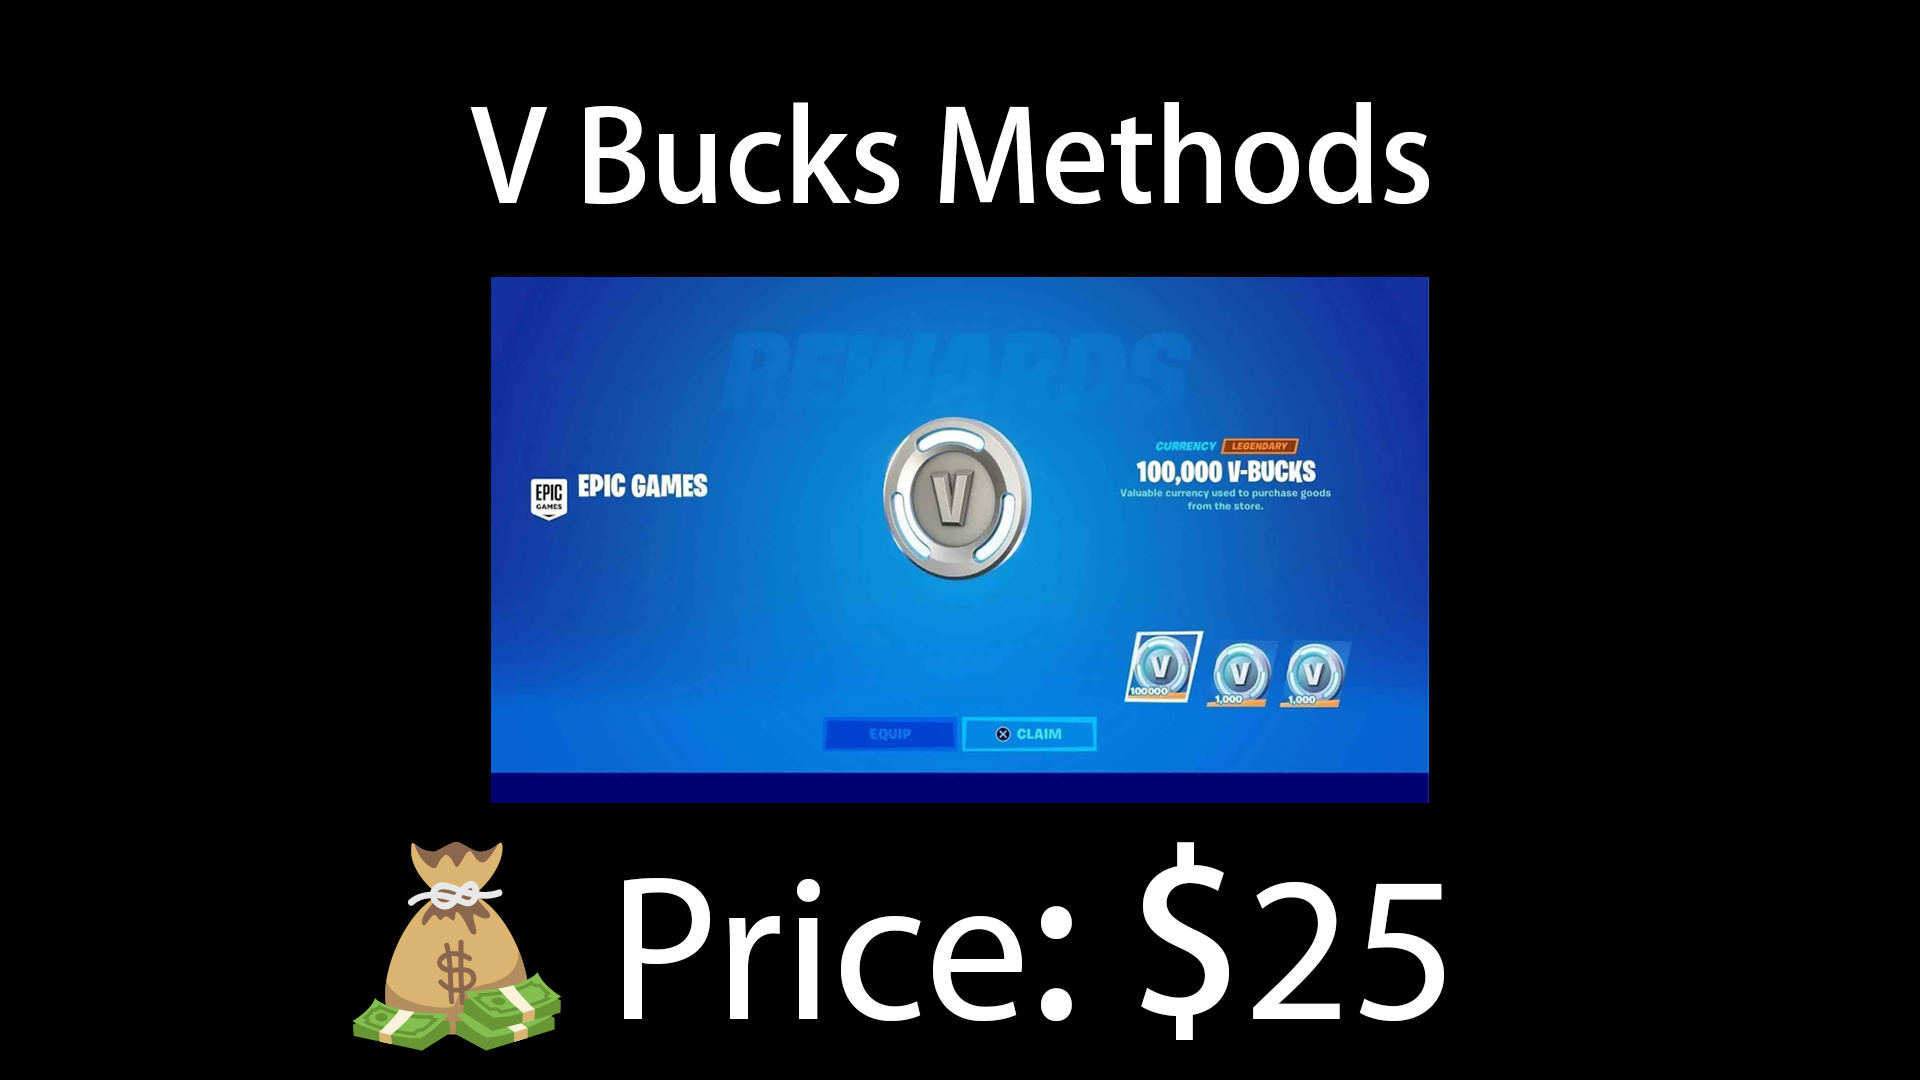 V Bucks Methods
REWARDS
CURRENCY LEGENDARY
100,000 V-BUCKS
Valuable currency used to purchase goods
from the store.
EPIC
GAMES
EPIC GAMES
V
V
V
V
100000
1,000
1,000
EQUIP
CLAIM
$
Price: $25